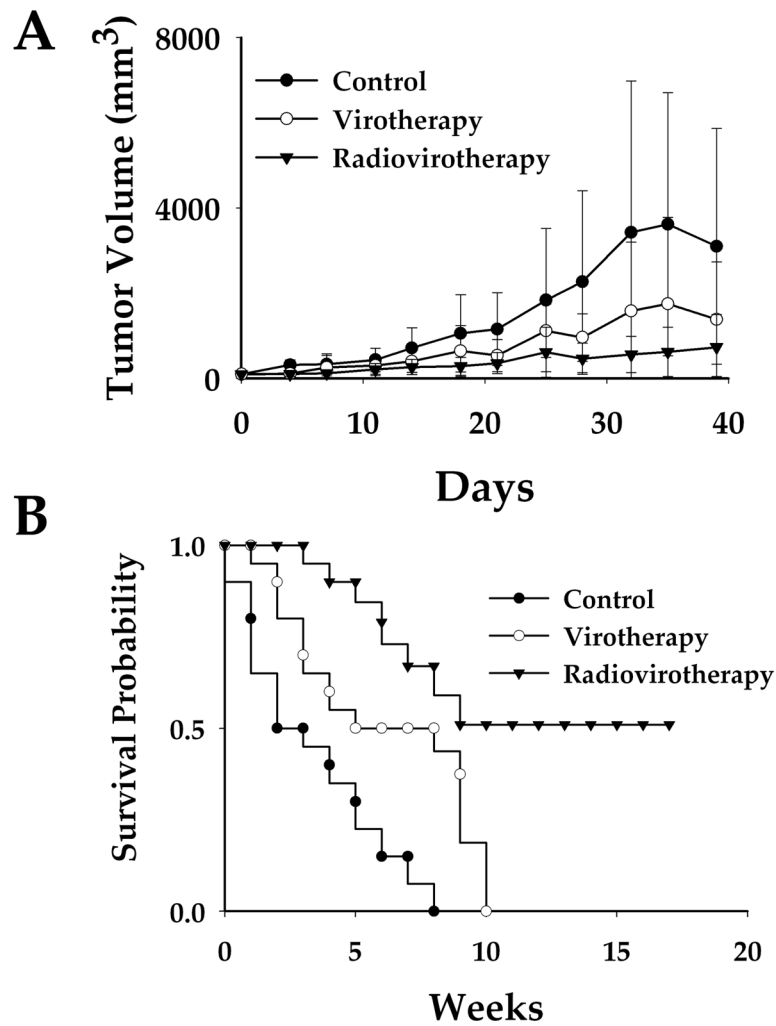 A
Tumor Volume (mm³)
8000
4000
0
Control
Virotherapy
Radiovirotherapy
0 10 20 30 40
Days
B
Survival Probability
1.0
0.5
0.0
Control
Virotherapy
Radiovirotherapy
0 5 10 15 20
Weeks